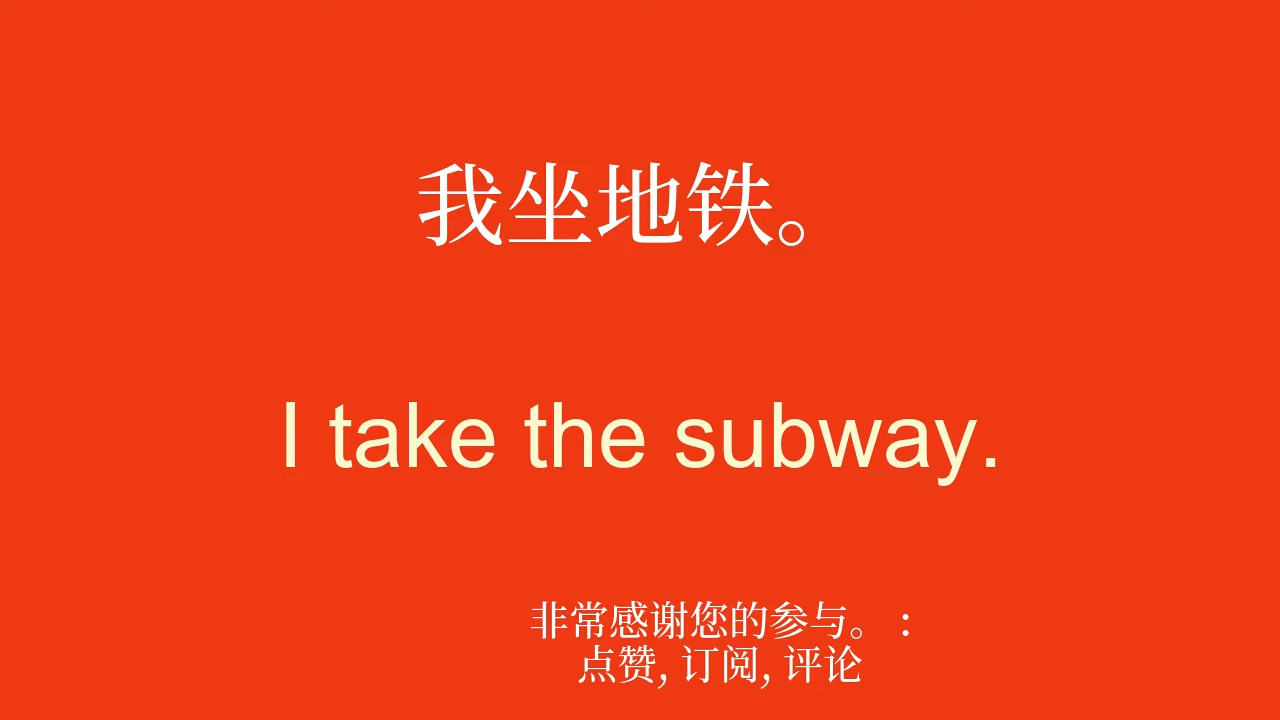 我坐地铁。
I take the subway.
非常感谢您的参与。 :
点赞, 订阅, 评论